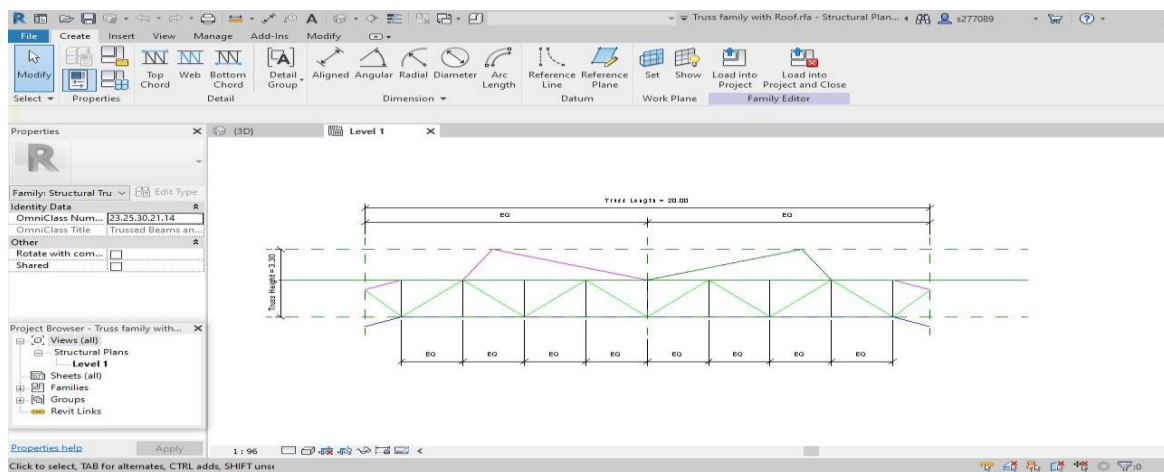 Truss family with Roof.rfa - Structural Plan...
s277089
File Create Insert View Manage Add-Ins Modify
Modify
Top Chord Web Bottom Chord Detail Group Aligned Angular Radial Diameter Arc Length Reference Line Reference Plane Set Show Load into Project Load into Project and Close
Select Properties Detail Dimension Datum Work Plane Family Editor
Properties
{3D} Level 1
Family: Structural Tru Edit Type
Identity Data
OmniClass Num... 23.25.30.21.14
OmniClass Title Trussed Beams an...
Other
Rotate with com...
Shared
Truss Length = 20.00
EQ EQ
Truss Height = 3.30
EQ EQ EQ EQ EQ EQ EQ EQ
Project Browser - Truss family with...
Views (all)
Structural Plans
Level 1
Sheets (all)
Families
Groups
Revit Links
Properties help Apply
1 : 96
Click to select, TAB for alternates, CTRL adds, SHIFT unse
:0